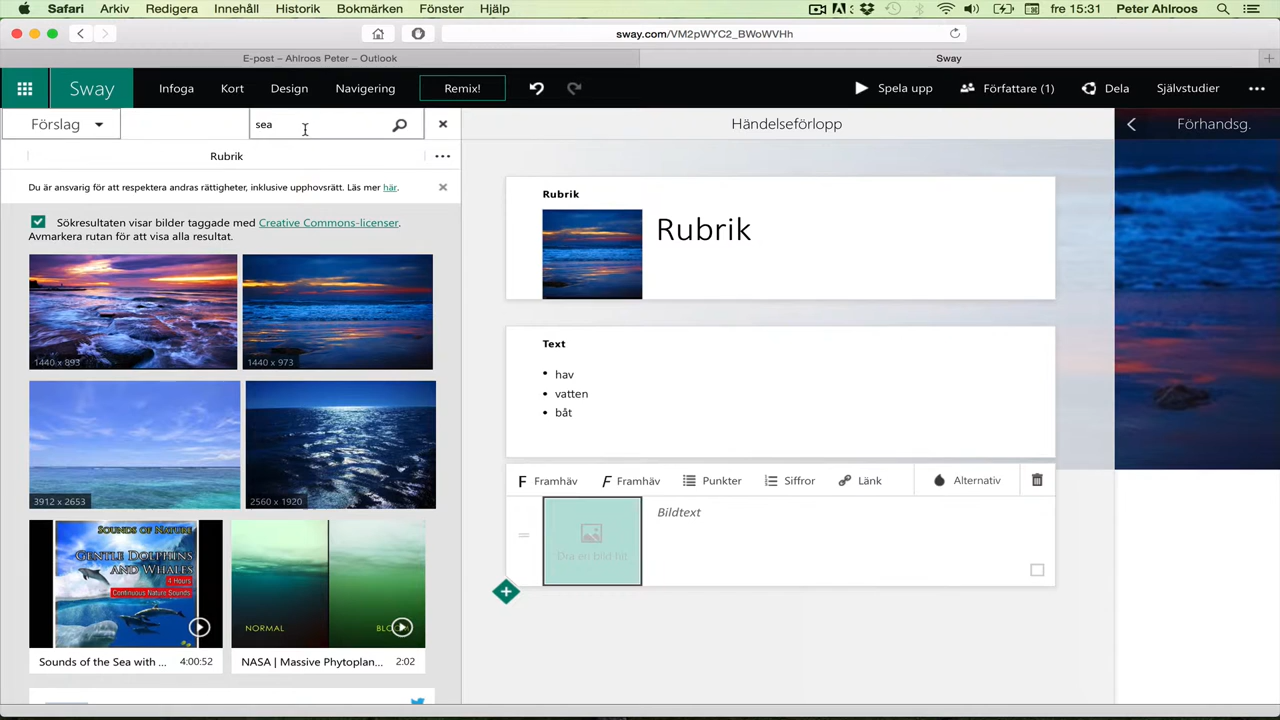 Safari Arkiv Redigera Innehåll Historik Bokmärken Fönster Hjälp fre 15:31 Peter Ahlroos
sway.com/VM2pWYC2_BWoWVHh
E-post – Ahlroos Peter – Outlook Sway
Sway Infoga Kort Design Navigering Remix! Spela upp Författare (1) Dela Självstudier
Förslag sea Händelseförlopp Förhandsg.
Rubrik
Du är ansvarig för att respektera andras rättigheter, inklusive upphovsrätt. Läs mer här.
Sökresultaten visar bilder taggade med Creative Commons-licenser.
Avmarkera rutan för att visa alla resultat.
1440 x 893 1440 x 973
3912 x 2653 2560 x 1920
SOUNDS OF NATURE
GENTLE DOLPHINS
AND WHALES
4 Hours
Continuous Nature Sounds
NORMAL
Sounds of the Sea with ... 4:00:52 NASA | Massive Phytoplan... 2:02
Rubrik
Rubrik
Text
hav
vatten
båt
F Framhäv F Framhäv Punkter Siffror Länk Alternativ
Dra en bild hit
Bildtext